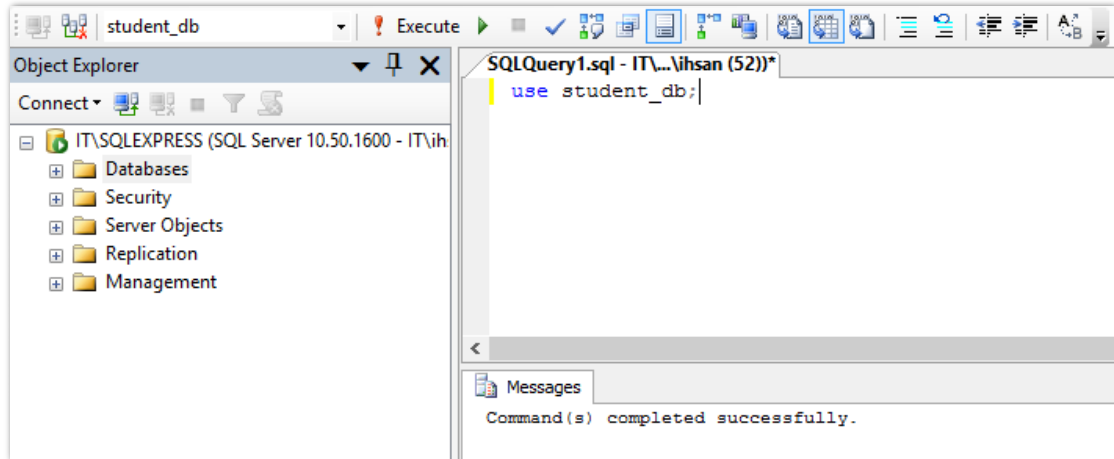 student_db
Execute
Object Explorer
Connect
IT\SQLEXPRESS (SQL Server 10.50.1600 - IT\ih
Databases
Security
Server Objects
Replication
Management
SQLQuery1.sql - IT\...\ihsan (52))*
use student_db;
Messages
Command(s) completed successfully.